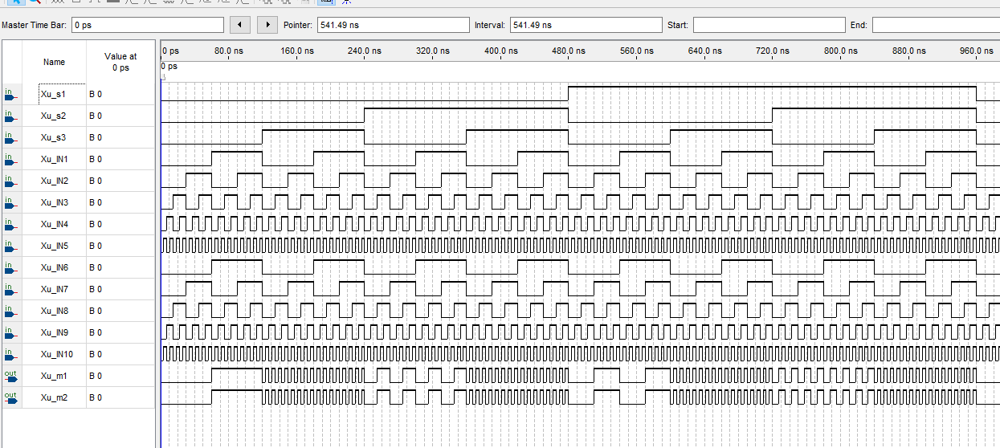 Master Time Bar: 0 ps Pointer: 541.49 ns Interval: 541.49 ns Start: End:
Name Value at 0 ps
0 ps 80.0 ns 160.0 ns 240.0 ns 320.0 ns 400.0 ns 480.0 ns 560.0 ns 640.0 ns 720.0 ns 800.0 ns 880.0 ns 960.0 ns
0 ps
in Xu_s1 B 0
in Xu_s2 B 0
in Xu_s3 B 0
in Xu_IN1 B 0
in Xu_IN2 B 0
in Xu_IN3 B 0
in Xu_IN4 B 0
in Xu_IN5 B 0
in Xu_IN6 B 0
in Xu_IN7 B 0
in Xu_IN8 B 0
in Xu_IN9 B 0
in Xu_IN10 B 0
out Xu_m1 B 0
out Xu_m2 B 0